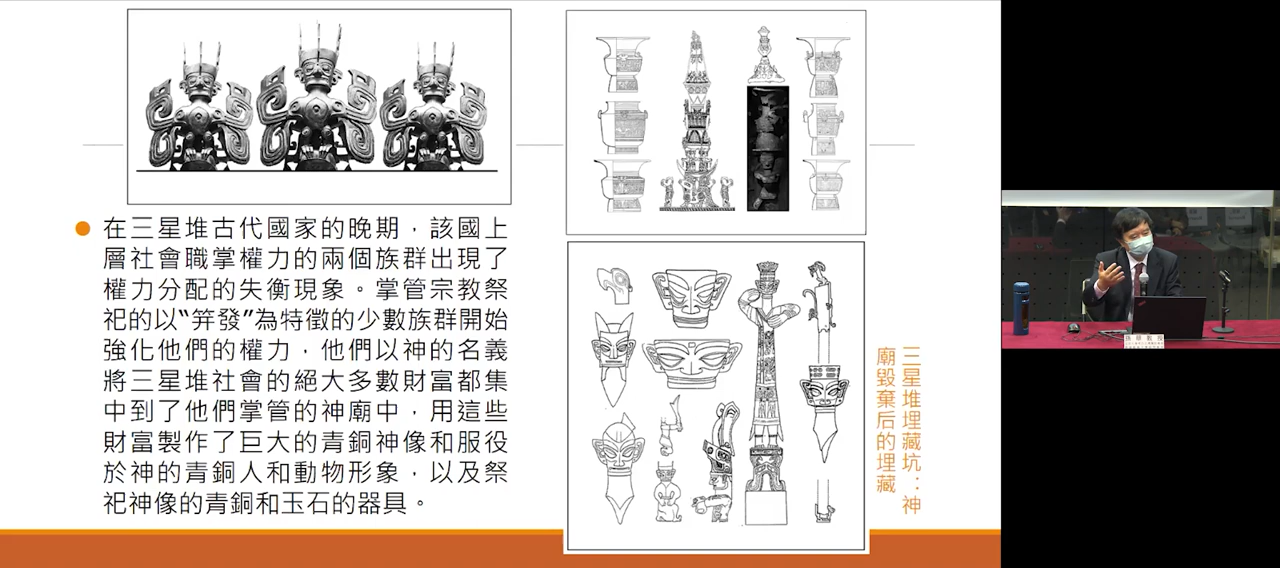 在三星堆古代國家的晚期，該國上
層社會職掌權力的兩個族群出現了
權力分配的失衡現象。掌管宗教祭
祀的以“笄發”為特徵的少數族群開始
強化他們的權力，他們以神的名義
將三星堆社會的絕大多數財富都集
中到了他們掌管的神廟中，用這些
財富製作了巨大的青銅神像和服役
於神的青銅人和動物形象，以及祭
祀神像的青銅和玉石的器具。
三星堆埋藏坑：神
廟毀棄后的埋藏